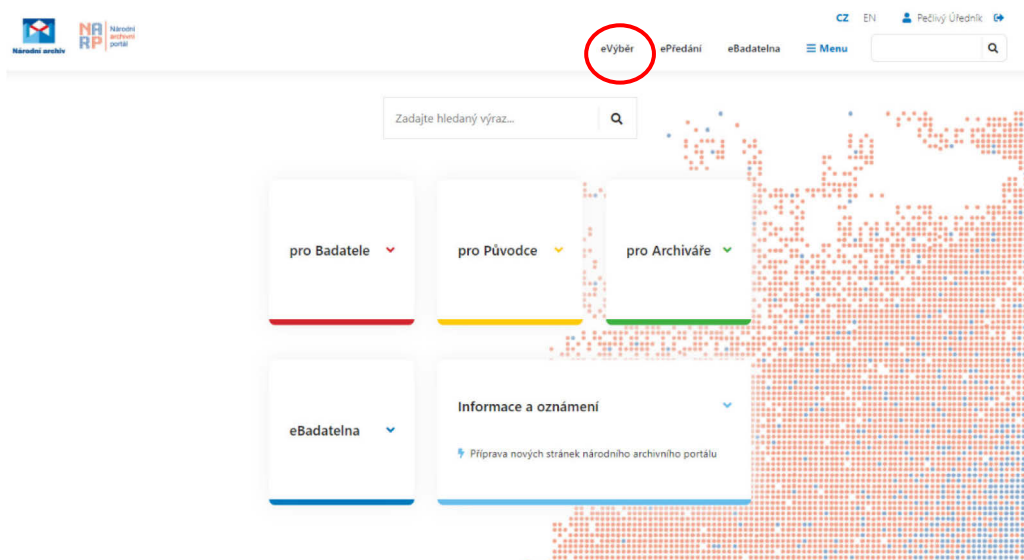 CZ EN Pečlivý Úředník
Národní archiv
NA
RP
Národní
archivní
portál
eVýběr ePředání eBadatelna Menu
Zadajte hledaný výraz...
pro Badatele
pro Původce
pro Archiváře
eBadatelna
Informace a oznámení
Příprava nových stránek národního archivního portálu